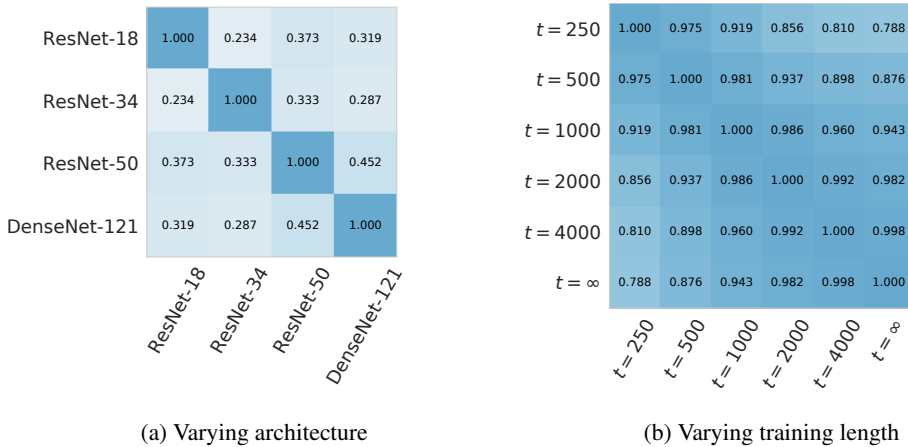 ResNet-18 1.000 0.234 0.373 0.319
ResNet-34 0.234 1.000 0.333 0.287
ResNet-50 0.373 0.333 1.000 0.452
DenseNet-121 0.319 0.287 0.452 1.000
ResNet-18 ResNet-34 ResNet-50 DenseNet-121
(a) Varying architecture
t = 250 1.000 0.975 0.919 0.856 0.810 0.788
t = 500 0.975 1.000 0.981 0.937 0.898 0.876
t = 1000 0.919 0.981 1.000 0.986 0.960 0.943
t = 2000 0.856 0.937 0.986 1.000 0.992 0.982
t = 4000 0.810 0.898 0.960 0.992 1.000 0.998
t = ∞ 0.788 0.876 0.943 0.982 0.998 1.000
t = 250 t = 500 t = 1000 t = 2000 t = 4000 t = ∞
(b) Varying training length